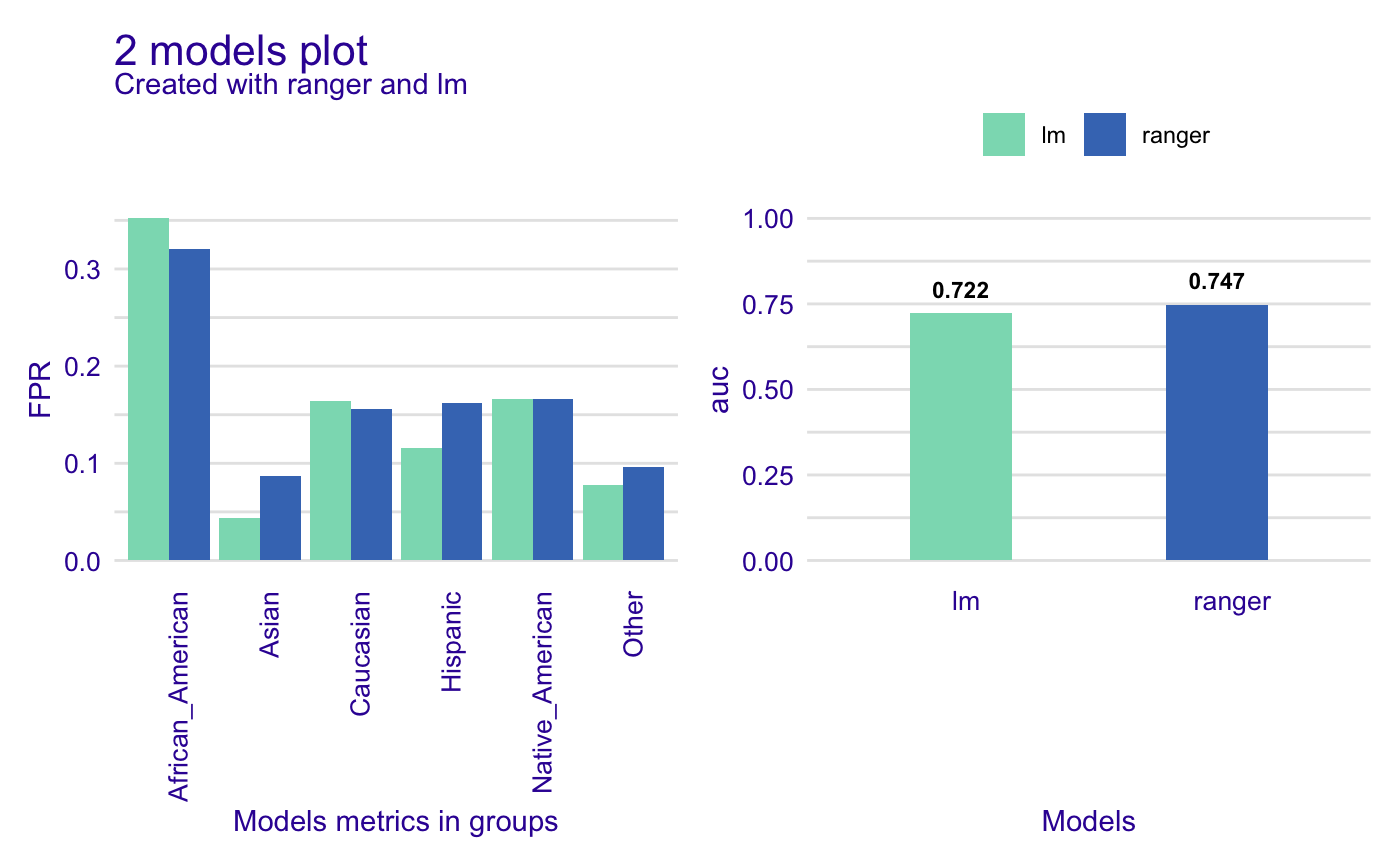 2 models plot
Created with ranger and lm
lm ranger
FPR
0.3
0.2
0.1
0.0
African_American
Asian
Caucasian
Hispanic
Native_American
Other
Models metrics in groups
auc
1.00
0.75
0.50
0.25
0.00
0.722
0.747
lm
ranger
Models